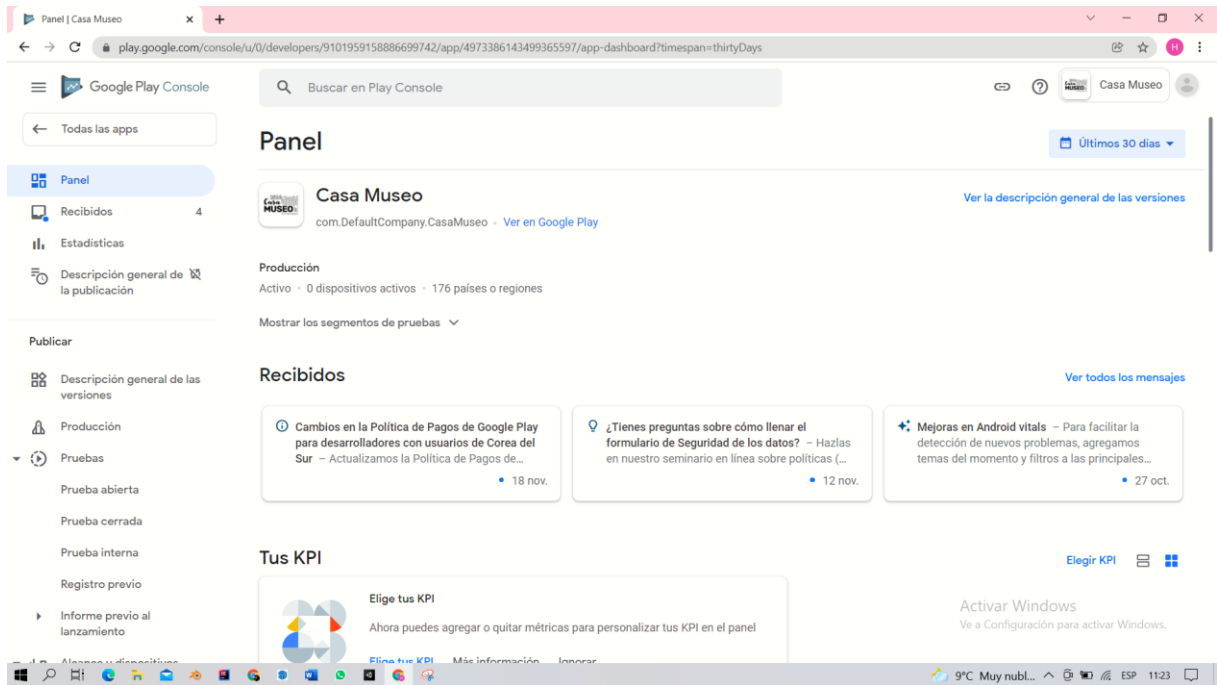 Panel | Casa Museo
play.google.com/console/u/0/developers/9101959158886699742/app/4973386143499365597/app-dashboard?timespan=thirtyDays
H
Google Play Console
Buscar en Play Console
Casa Museo
Todas las apps
Panel
Recibidos 4
Estadísticas
Descripción general de
la publicación
Publicar
Descripción general de las
versiones
Producción
Pruebas
Prueba abierta
Prueba cerrada
Prueba interna
Registro previo
Informe previo al
lanzamiento
Alcance y dispositivos
Panel
Últimos 30 días
Casa
MUSEO
Casa Museo
com.DefaultCompany.CasaMuseo - Ver en Google Play
Ver la descripción general de las versiones
Producción
Activo • 0 dispositivos activos • 176 países o regiones
Mostrar los segmentos de pruebas
Recibidos
Ver todos los mensajes
Cambios en la Política de Pagos de Google Play
para desarrolladores con usuarios de Corea del
Sur – Actualizamos la Política de Pagos de…
• 18 nov.
¿Tienes preguntas sobre cómo llenar el
formulario de Seguridad de los datos? – Hazlas
en nuestro seminario en línea sobre políticas (…
• 12 nov.
Mejoras en Android vitals – Para facilitar la
detección de nuevos problemas, agregamos
temas del momento y filtros a las principales…
• 27 oct.
Tus KPI
Elegir KPI
Elige tus KPI
Ahora puedes agregar o quitar métricas para personalizar tus KPI en el panel
Elige tus KPI Más información Ignorar
Activar Windows
Ve a Configuración para activar Windows.
9°C Muy nubl... ESP 11:23